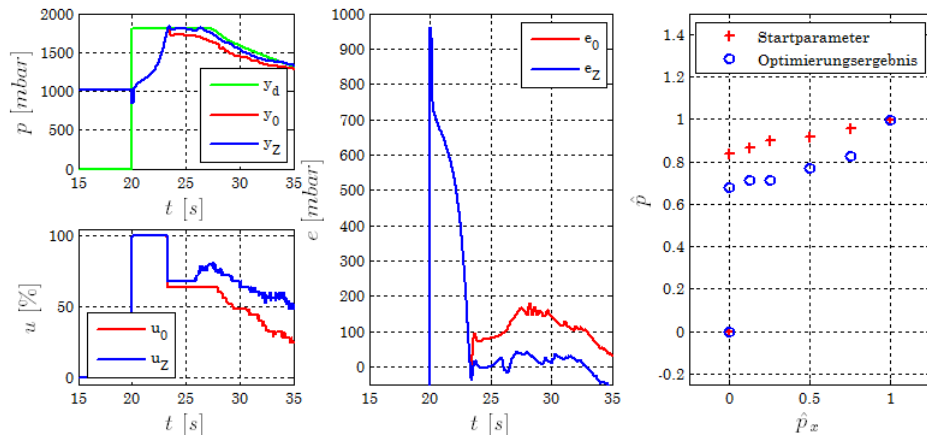 2000
1500
1000
500
0
p [mbar]
y_d
y_0
y_Z
15 20 25 30 35
t [s]
100
50
0
u [%]
u_0
u_Z
15 20 25 30 35
t [s]
1000
900
800
700
600
500
400
300
200
100
0
e [mbar]
e_0
e_Z
15 20 25 30 35
t [s]
1.4
1.2
1
0.8
0.6
0.4
0.2
0
-0.2
p̂
Startparameter
Optimierungsergebnis
0 0.5 1
p̂_x